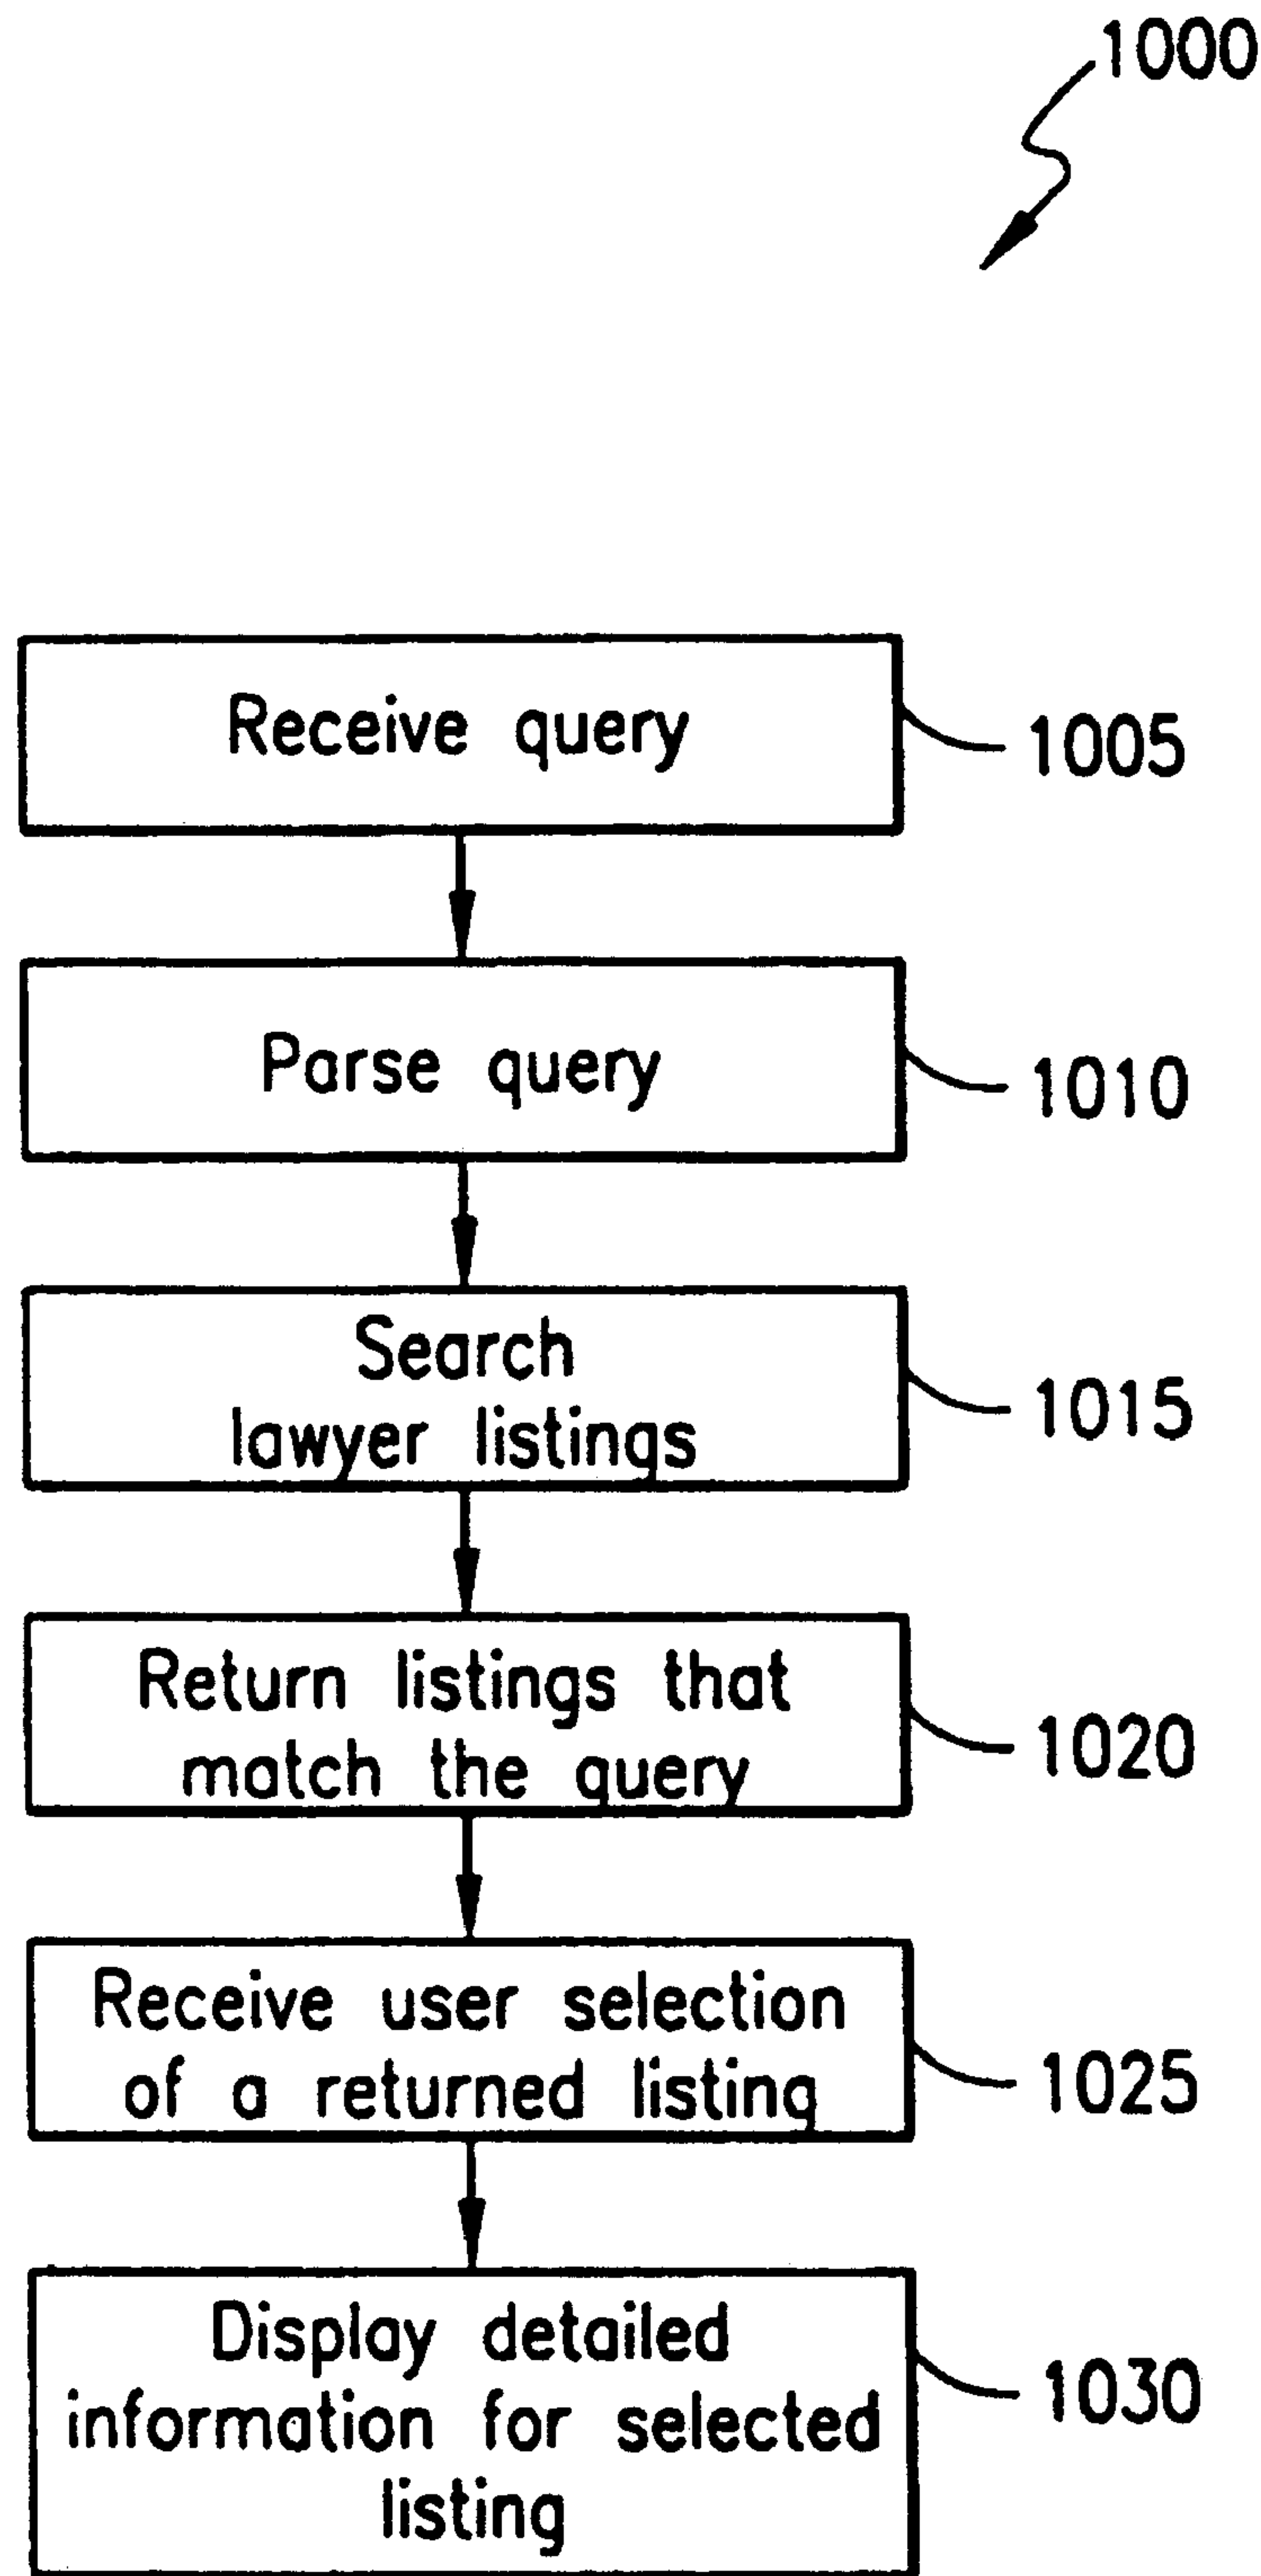 1000
Receive query
1005
Parse query
1010
Search
lawyer listings
1015
Return listings that
match the query
1020
Receive user selection
of a returned listing
1025
Display detailed
information for selected
listing
1030